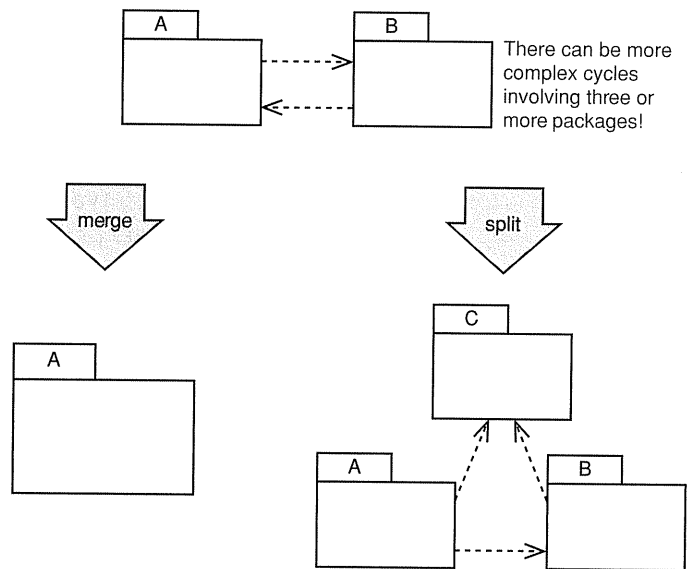 A
B
There can be more
complex cycles
involving three or
more packages!
merge
split
C
A
A
B